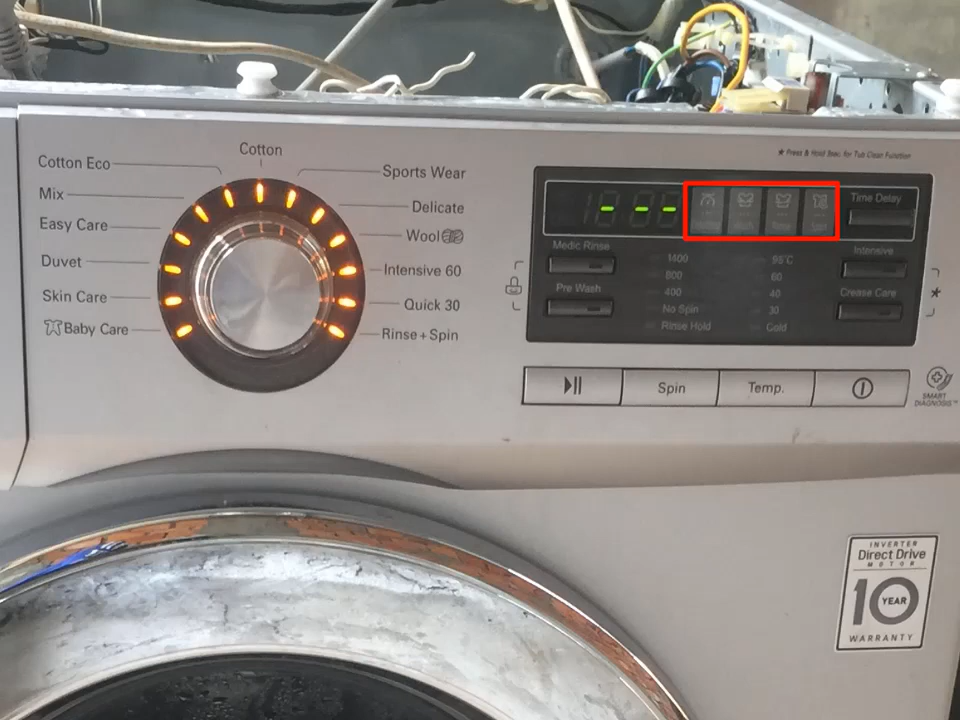 Cotton Eco
Cotton
Sports Wear
Mix
Delicate
Easy Care
Wool
Duvet
Intensive 60
Skin Care
Quick 30
Baby Care
Rinse+Spin
★ Press & Hold 3sec. for Tub Clean Function
- - -
Time Delay
Medic Rinse
Intensive
Pre Wash
Crease Care
1400
95°C
800
60
400
40
No Spin
30
Rinse Hold
Cold
Spin
Temp.
SMART
DIAGNOSIS™
INVERTER
Direct Drive
MOTOR
10 YEAR
WARRANTY